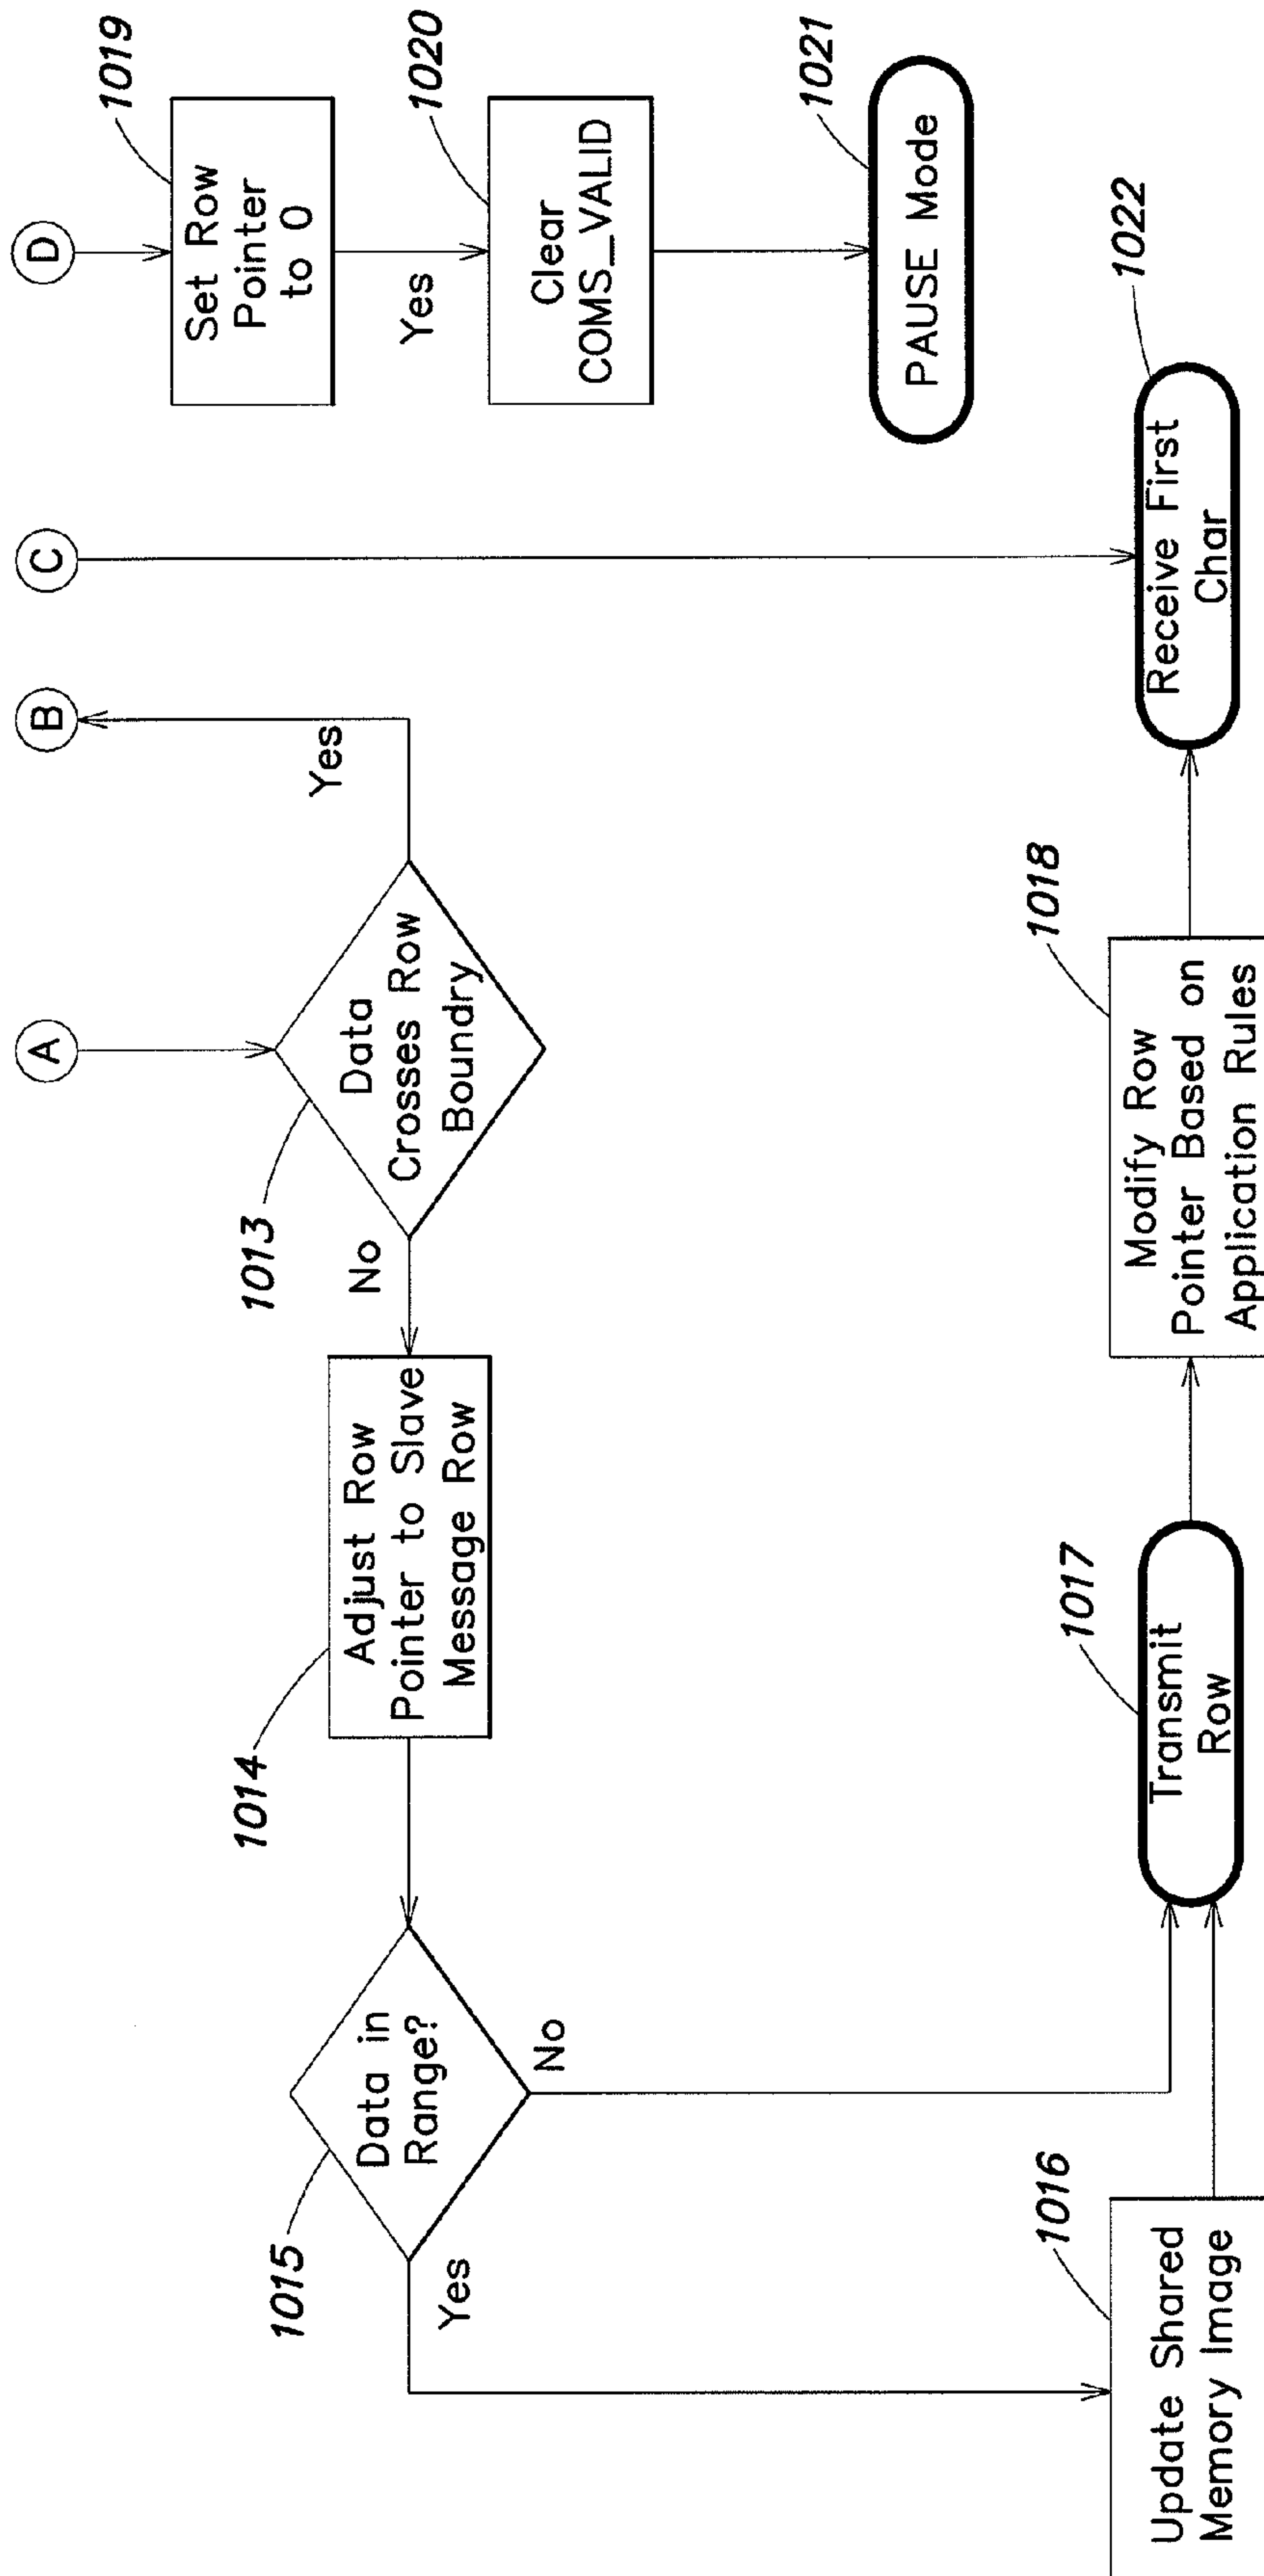 A
B
C
D
1013
Data
Crosses Row
Boundry
Yes
No
1014
Adjust Row
Pointer to Slave
Message Row
1015
Data in
Range?
Yes
No
1016
Update Shared
Memory Image
1017
Transmit
Row
1018
Modify Row
Pointer Based on
Application Rules
1019
Set Row
Pointer
to 0
Yes
1020
Clear
COMS_VALID
1021
PAUSE Mode
1022
Receive First
Char